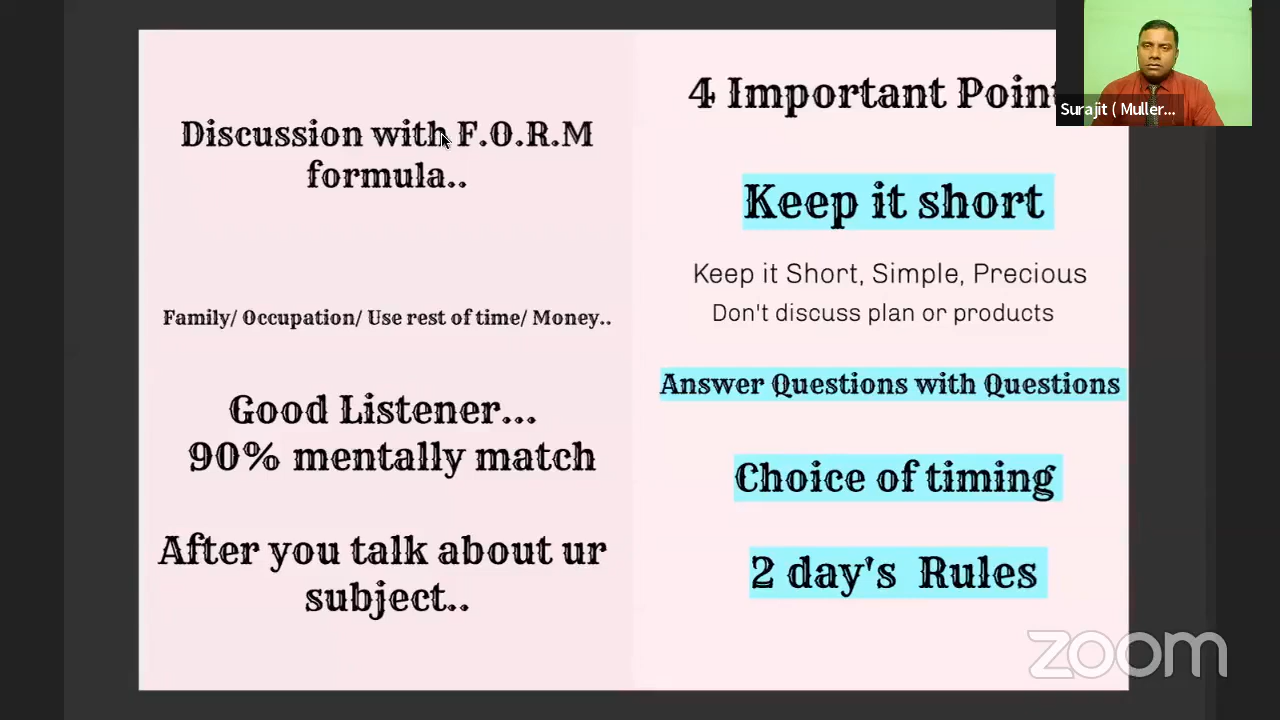 Discussion with F.O.R.M
formula..
Family/ Occupation/ Use rest of time/ Money..
Good Listener...
90% mentally match
After you talk about ur
subject..
4 Important Point
Keep it short
Keep it Short, Simple, Precious
Don't discuss plan or products
Answer Questions with Questions
Choice of timing
2 day's Rules
Surajit ( Muller...
zoom